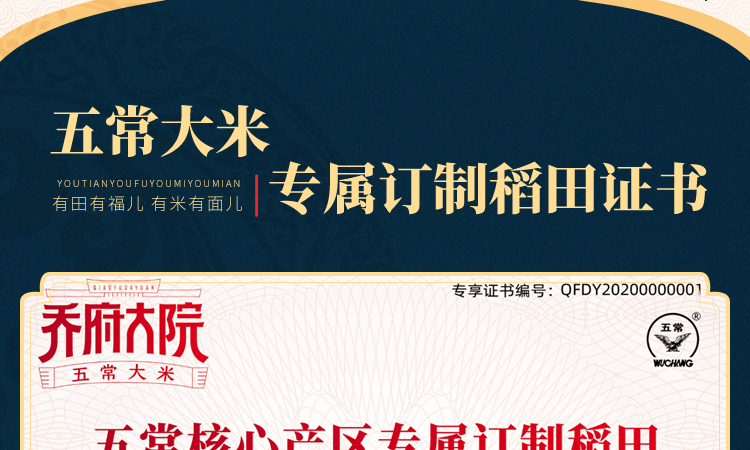 五常大米
专属订制稻田证书
YOUTIANYOUFUYOUMIYOUMIAN
有田有福儿 有米有面儿
QIAOFUDAYUAN
乔府大院
五常大米
专享证书编号：QFDY20200000001
五常
®
WUCHANG
五常核心产区专属订制稻田